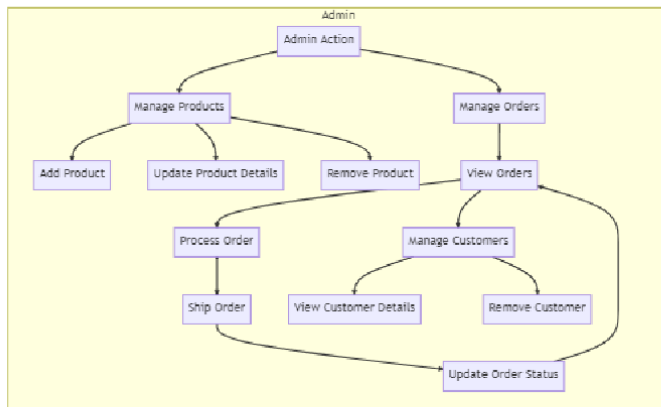 Admin
Admin Action
Manage Products
Manage Orders
Add Product
Update Product Details
Remove Product
View Orders
Process Order
Manage Customers
Ship Order
View Customer Details
Remove Customer
Update Order Status